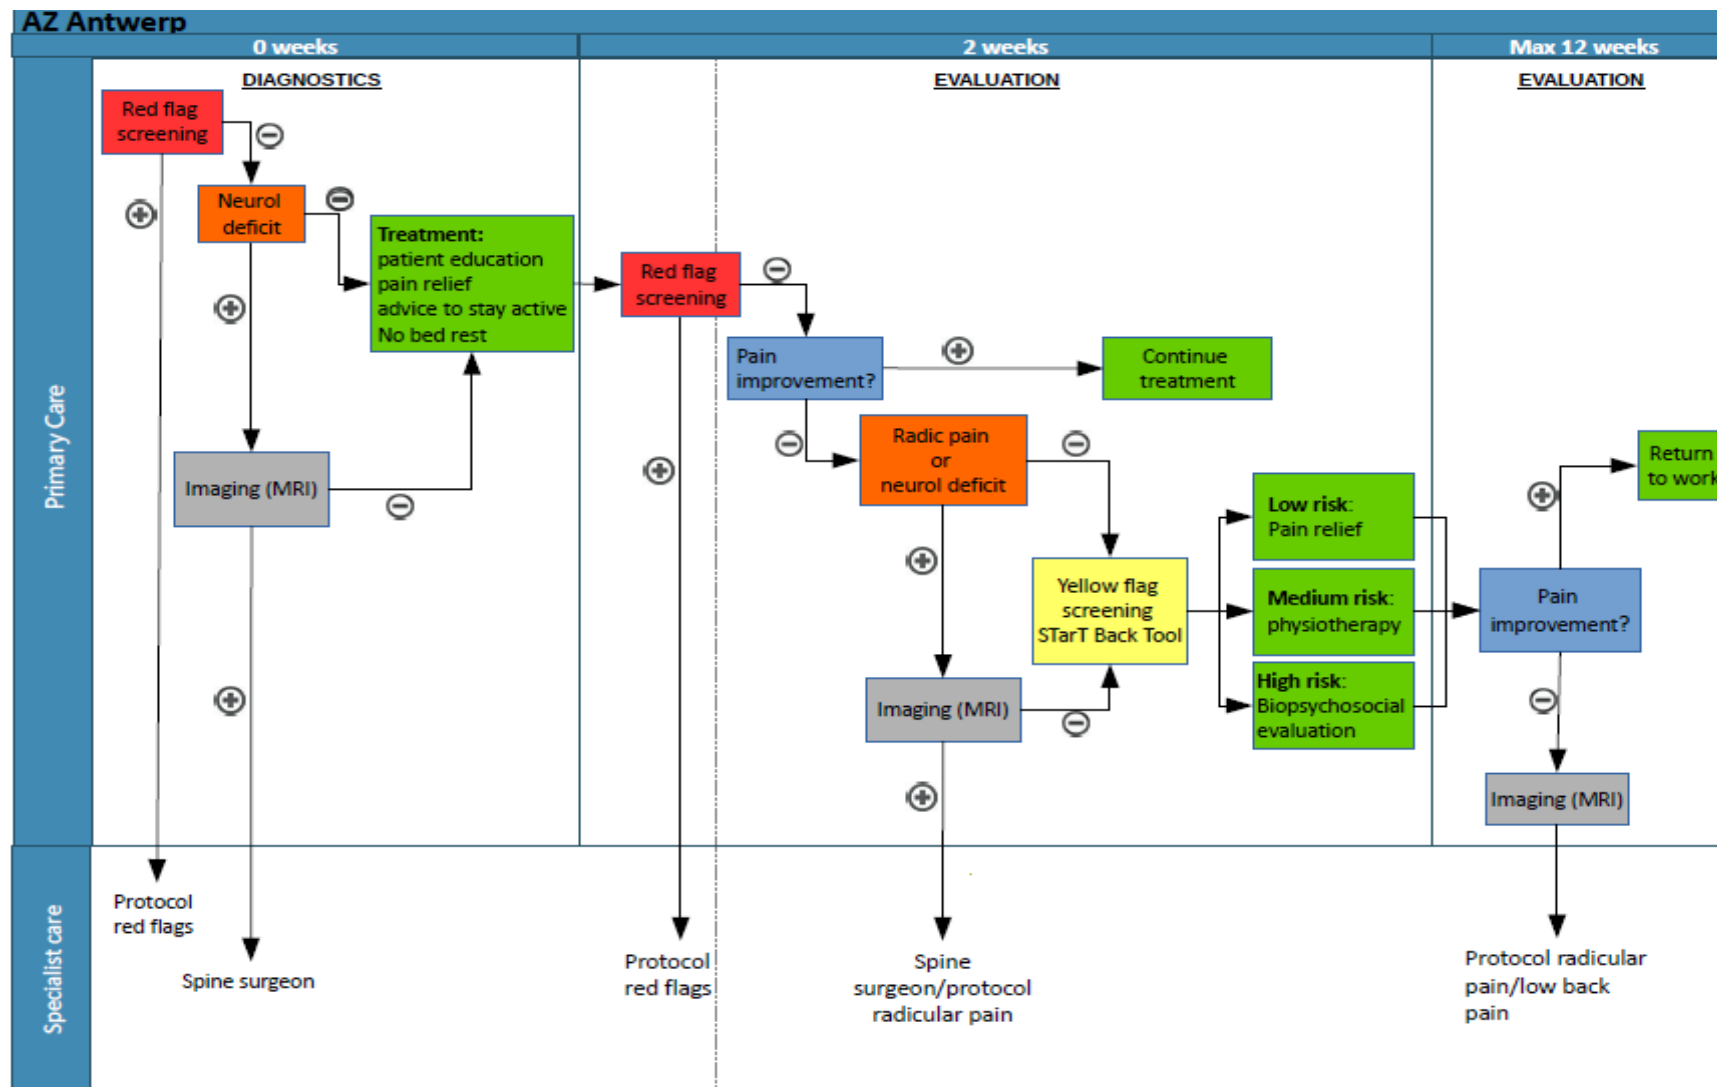 AZ Antwerp
0 weeks
2 weeks
Max 12 weeks
Primary Care
Specialist care
DIAGNOSTICS
Red flag
screening
Neurol
deficit
Treatment:
patient education
pain relief
advice to stay active
No bed rest
Imaging (MRI)
Protocol
red flags
Spine surgeon
EVALUATION
Red flag
screening
Pain
improvement?
Continue
treatment
Radic pain
or
neurol deficit
Yellow flag
screening
STarT Back Tool
Imaging (MRI)
Low risk:
Pain relief
Medium risk:
physiotherapy
High risk:
Biopsychosocial
evaluation
Protocol
red flags
Spine
surgeon/protocol
radicular pain
EVALUATION
Return
to work
Pain
improvement?
Imaging (MRI)
Protocol radicular
pain/low back
pain